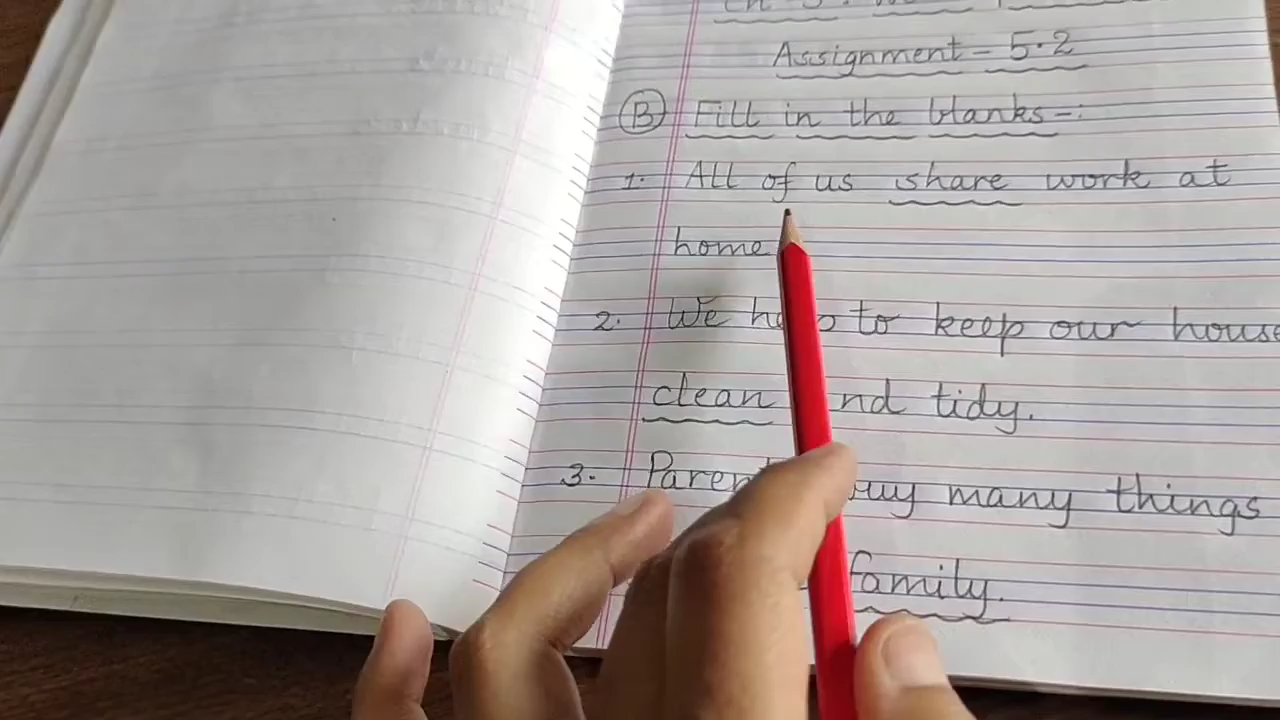 Assignment - 5.2
(B) Fill in the blanks -:
1. All of us share work at
home
2. We to keep our house
clean nd tidy.
3. many things
family.